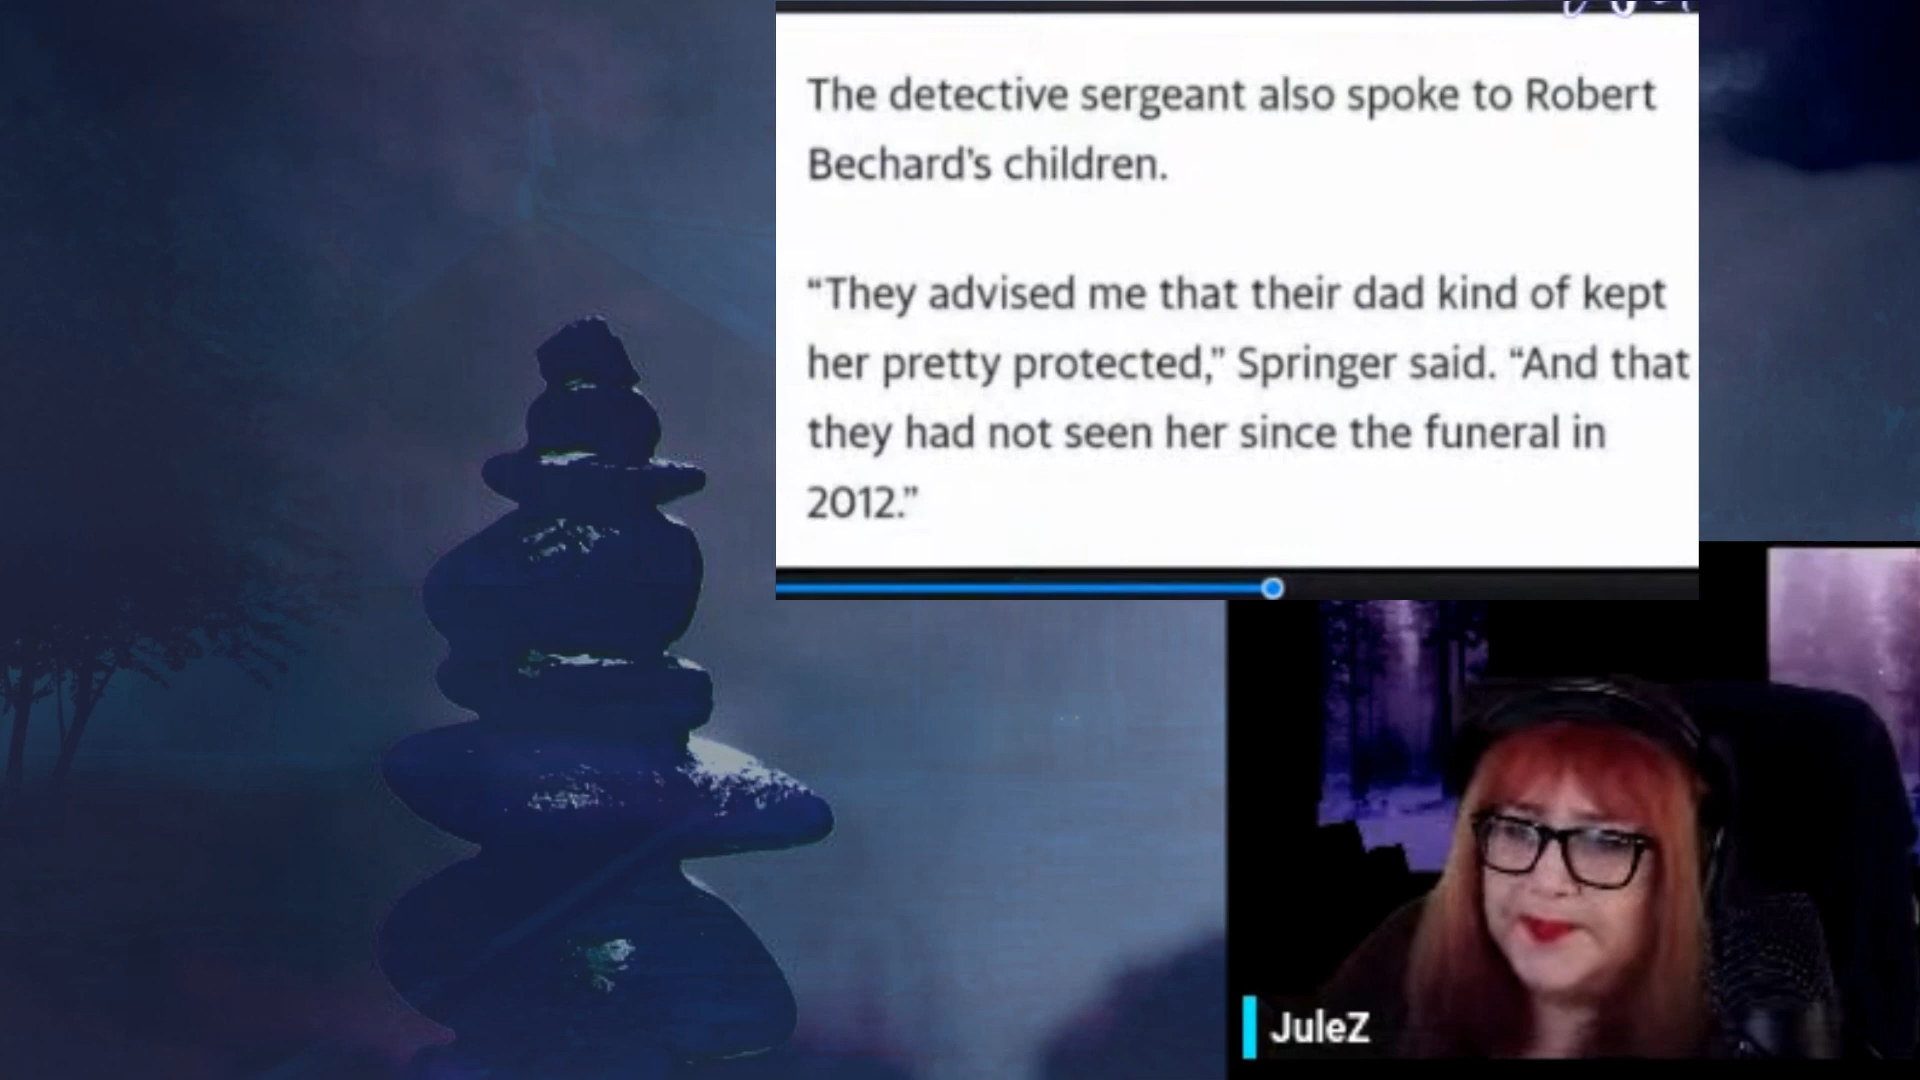 The detective sergeant also spoke to Robert
Bechard's children.
“They advised me that their dad kind of kept
her pretty protected,” Springer said. “And that
they had not seen her since the funeral in
2012.”
JuleZ